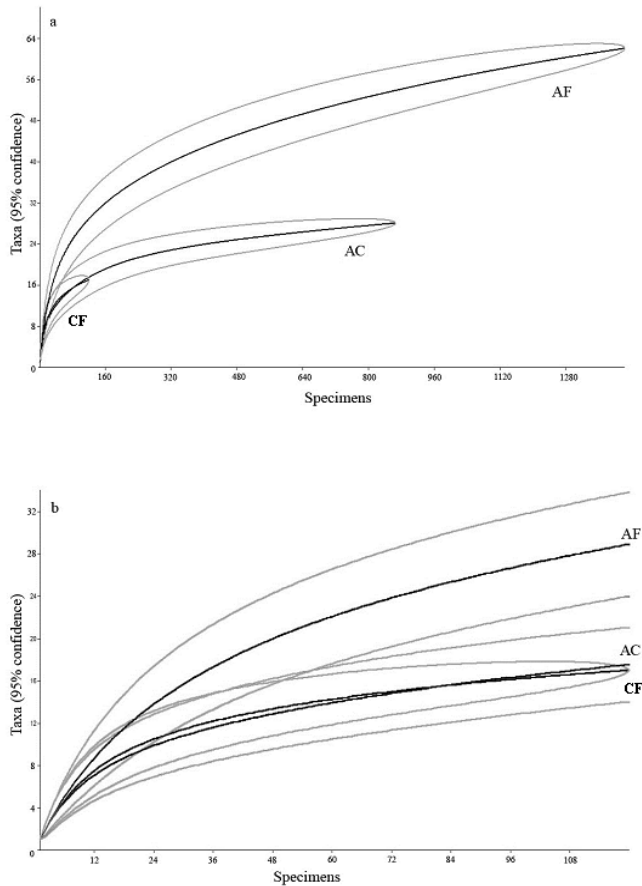 a
64
56
48
40
32
24
16
8
0
Taxa (95% confidence)
AF
AC
CF
160 320 480 640 800 960 1120 1280
Specimens
b
32
28
24
20
16
12
8
4
0
Taxa (95% confidence)
AF
AC
CF
12 24 36 48 60 72 84 96 108
Specimens